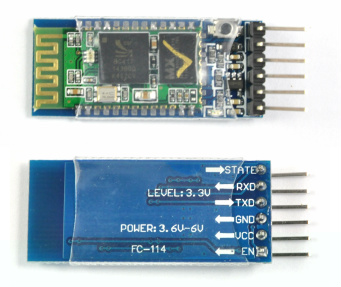 STATE
RXD
LEVEL:3.3V
TXD
GND
POWER:3.6V-6V
VCC
FC-114
EN